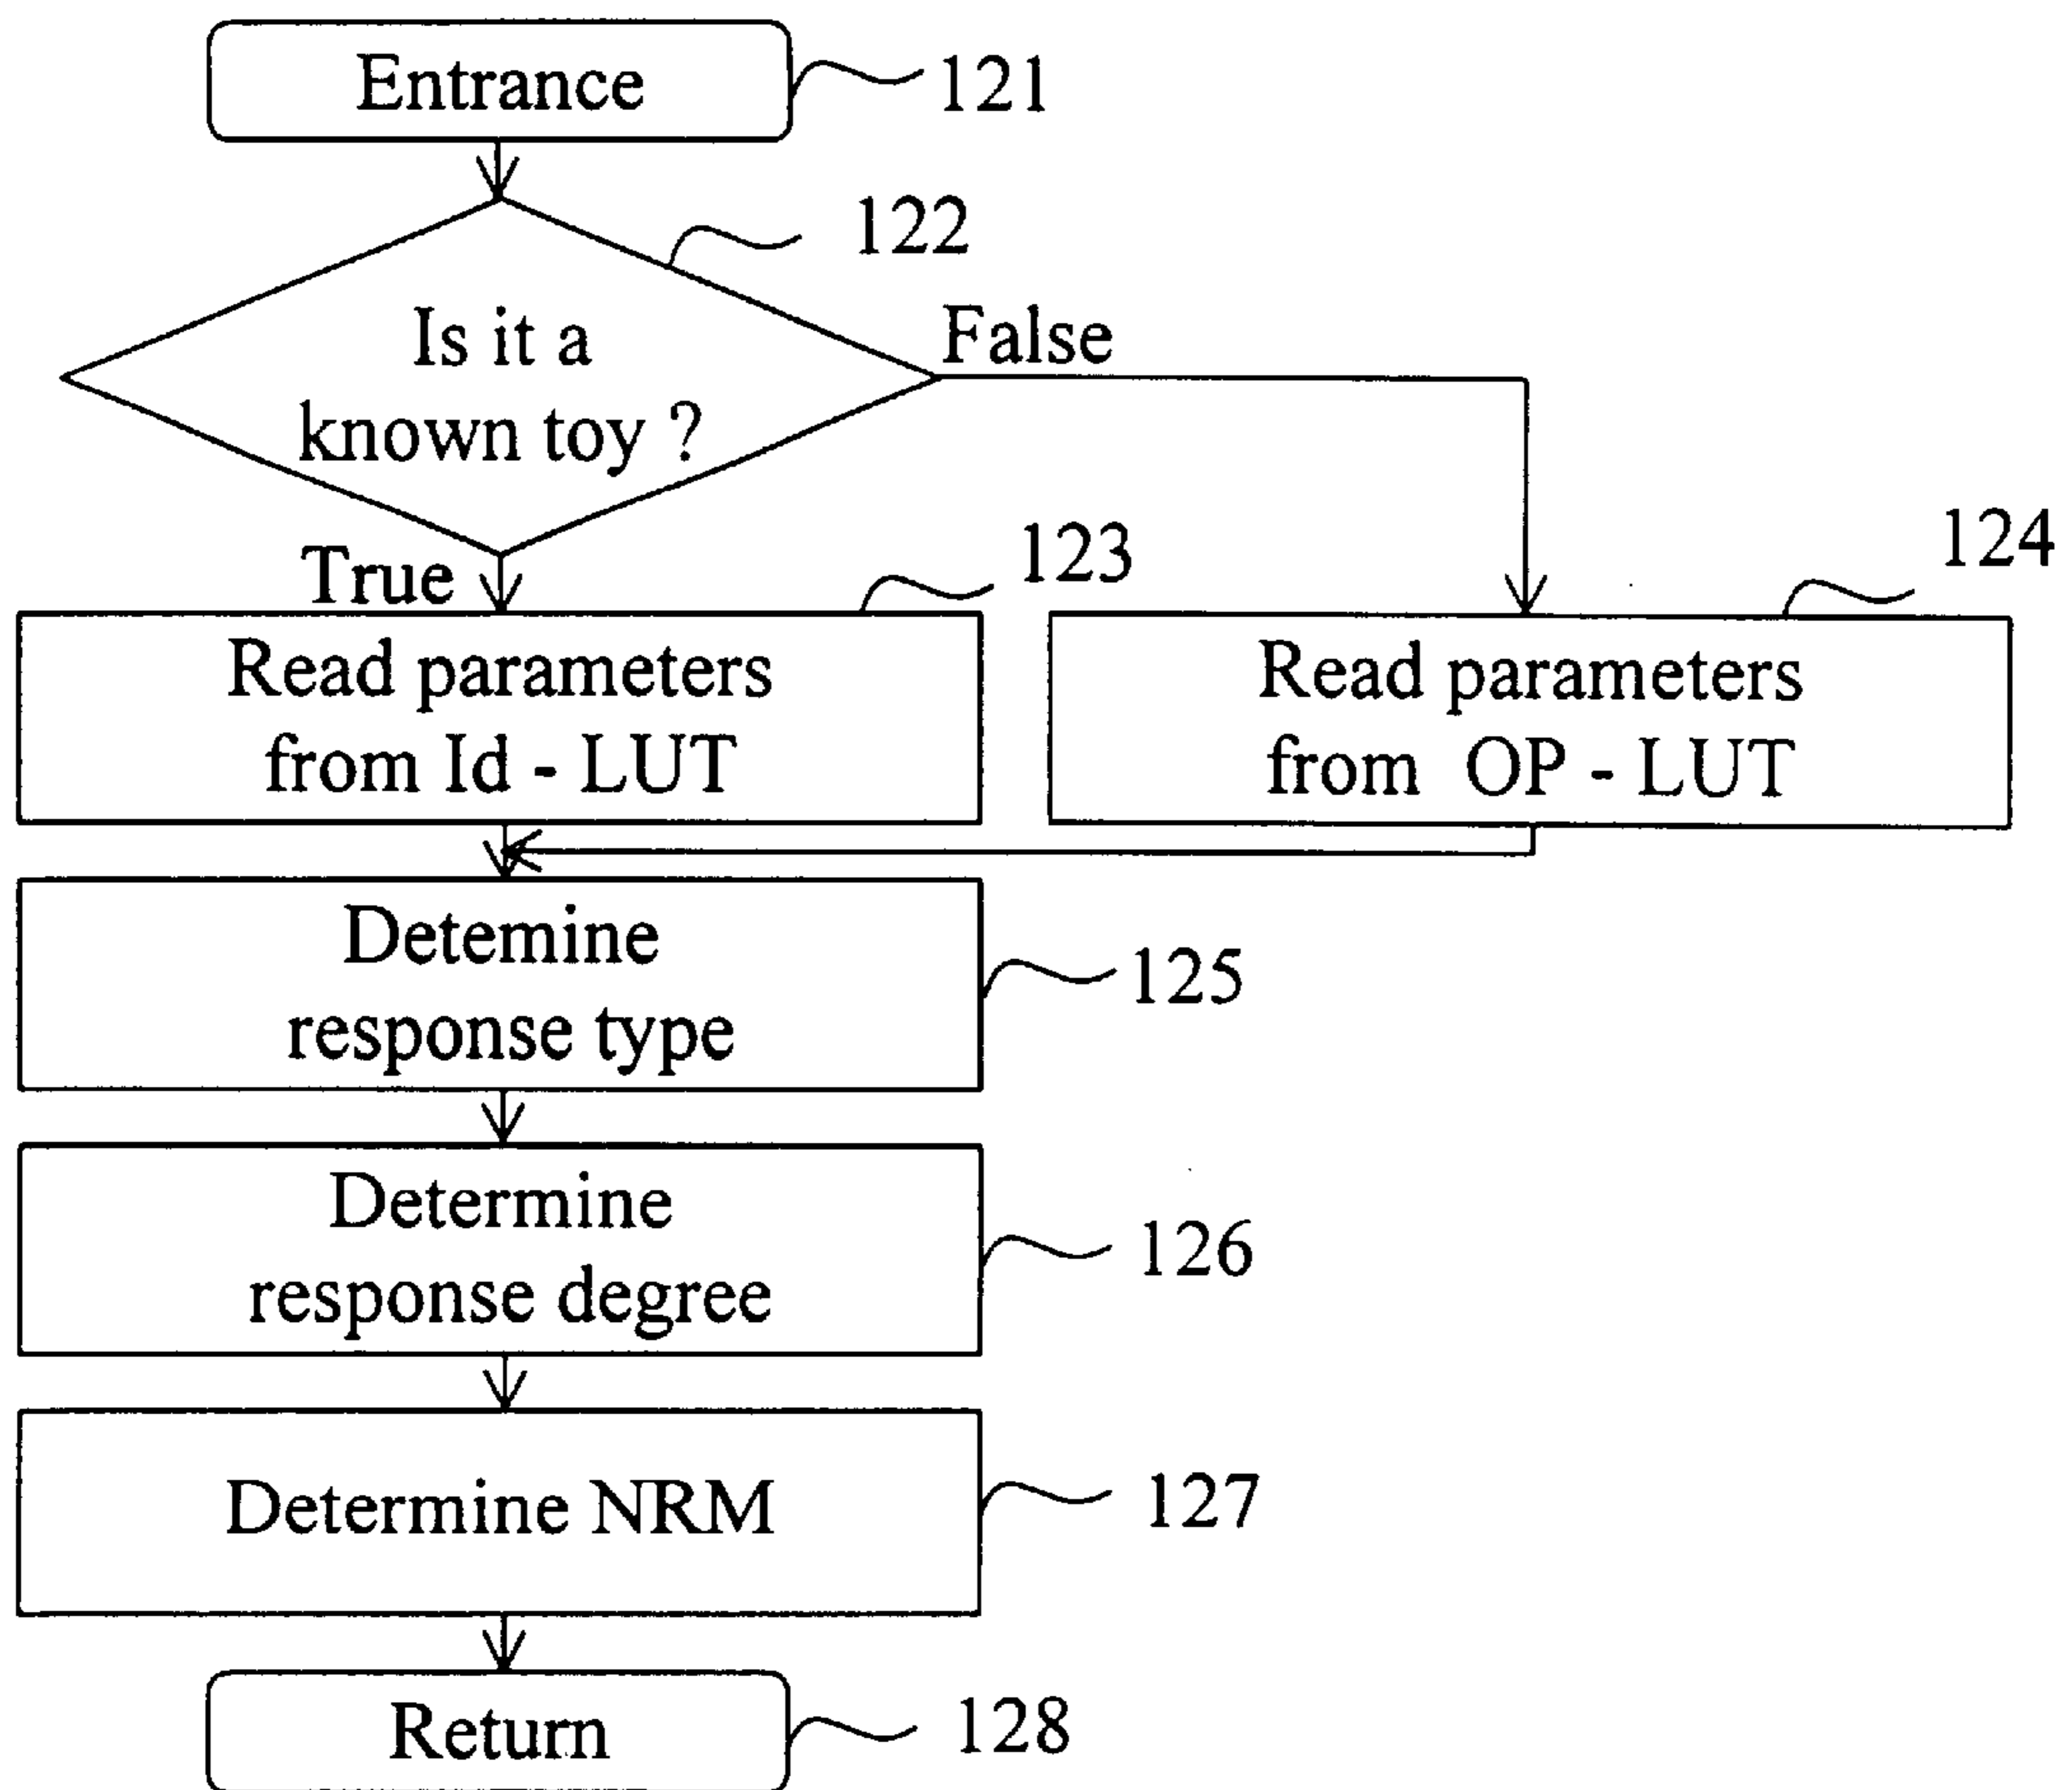 Entrance
121
122
Is it a
known toy ?
False
True
123
124
Read parameters
from Id - LUT
Read parameters
from OP - LUT
Detemine
response type
125
Determine
response degree
126
Determine NRM
127
Return
128